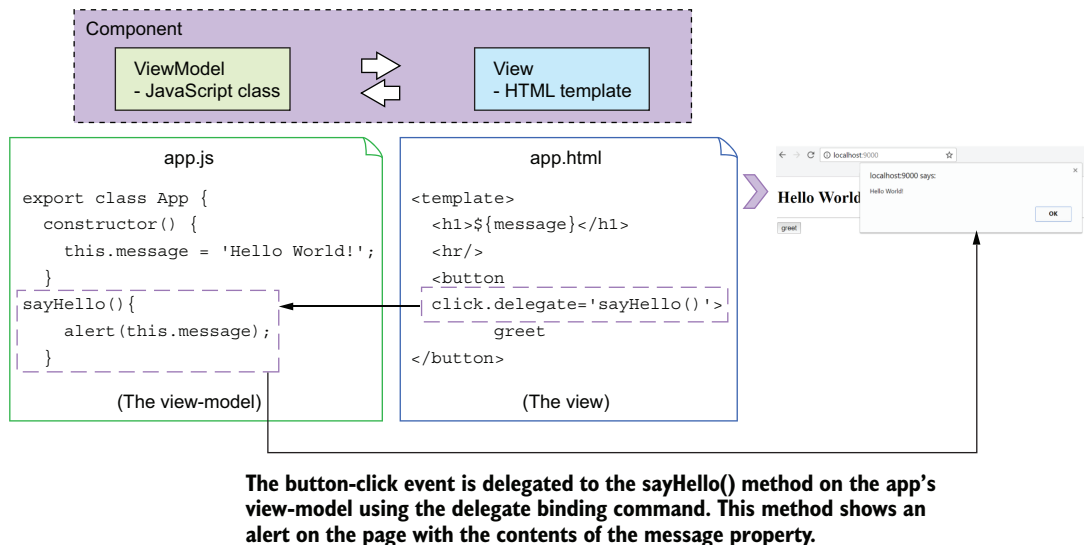 Component
ViewModel
- JavaScript class
View
- HTML template
app.js
export class App {
constructor() {
this.message = 'Hello World!';
}
sayHello(){
alert(this.message);
}
(The view-model)
app.html
<template>
<h1>${message}</h1>
<hr/>
<button
click.delegate='sayHello()'>
greet
</button>
(The view)
localhost:9000
localhost:9000 says:
Hello World!
OK
Hello World
greet
The button-click event is delegated to the sayHello() method on the app's
view-model using the delegate binding command. This method shows an
alert on the page with the contents of the message property.